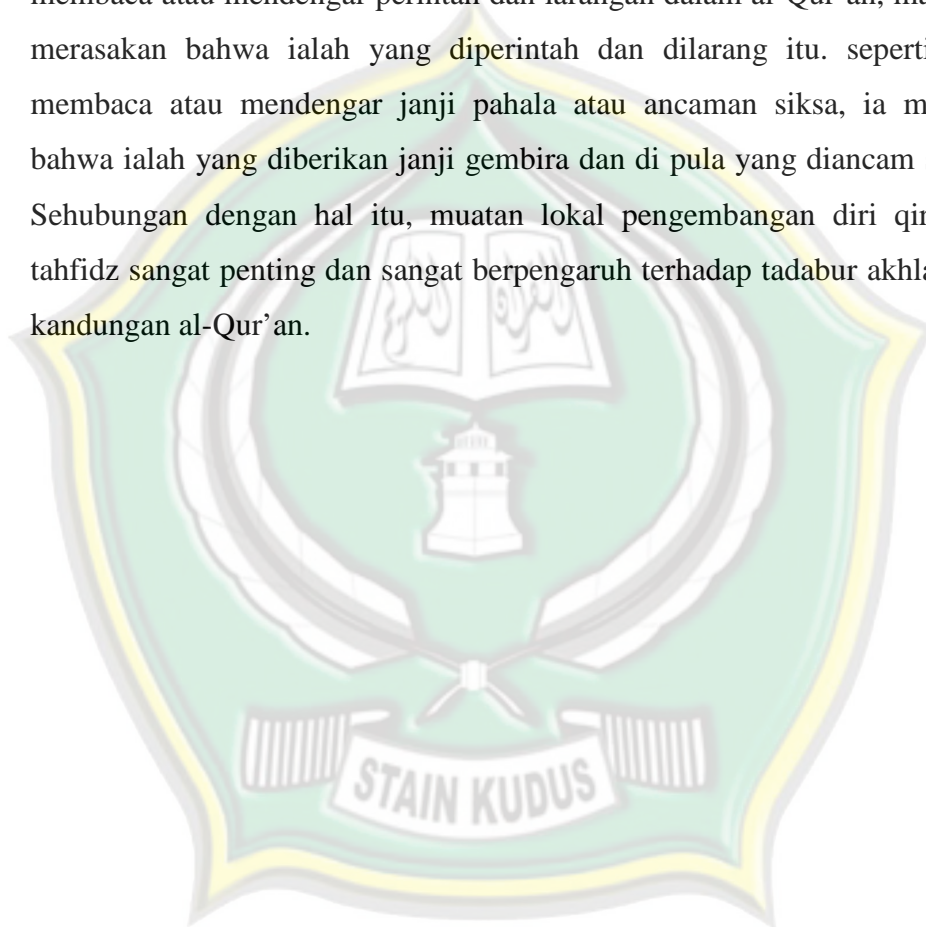 membaca atau mendengar perintah dan larangan dalam al-Qur'an,
merasakan bahwa ialah yang diperintah dan dilarang itu. seperti
membaca atau mendengar janji pahala atau ancaman siksa, ia
bahwa ialah yang diberikan janji gembira dan di pula yang diancam
Sehubungan dengan hal itu, muatan lokal pengembangan diri
tahfidz sangat penting dan sangat berpengaruh terhadap tadabur
kandungan al-Qur'an.
STAIN KUDUS